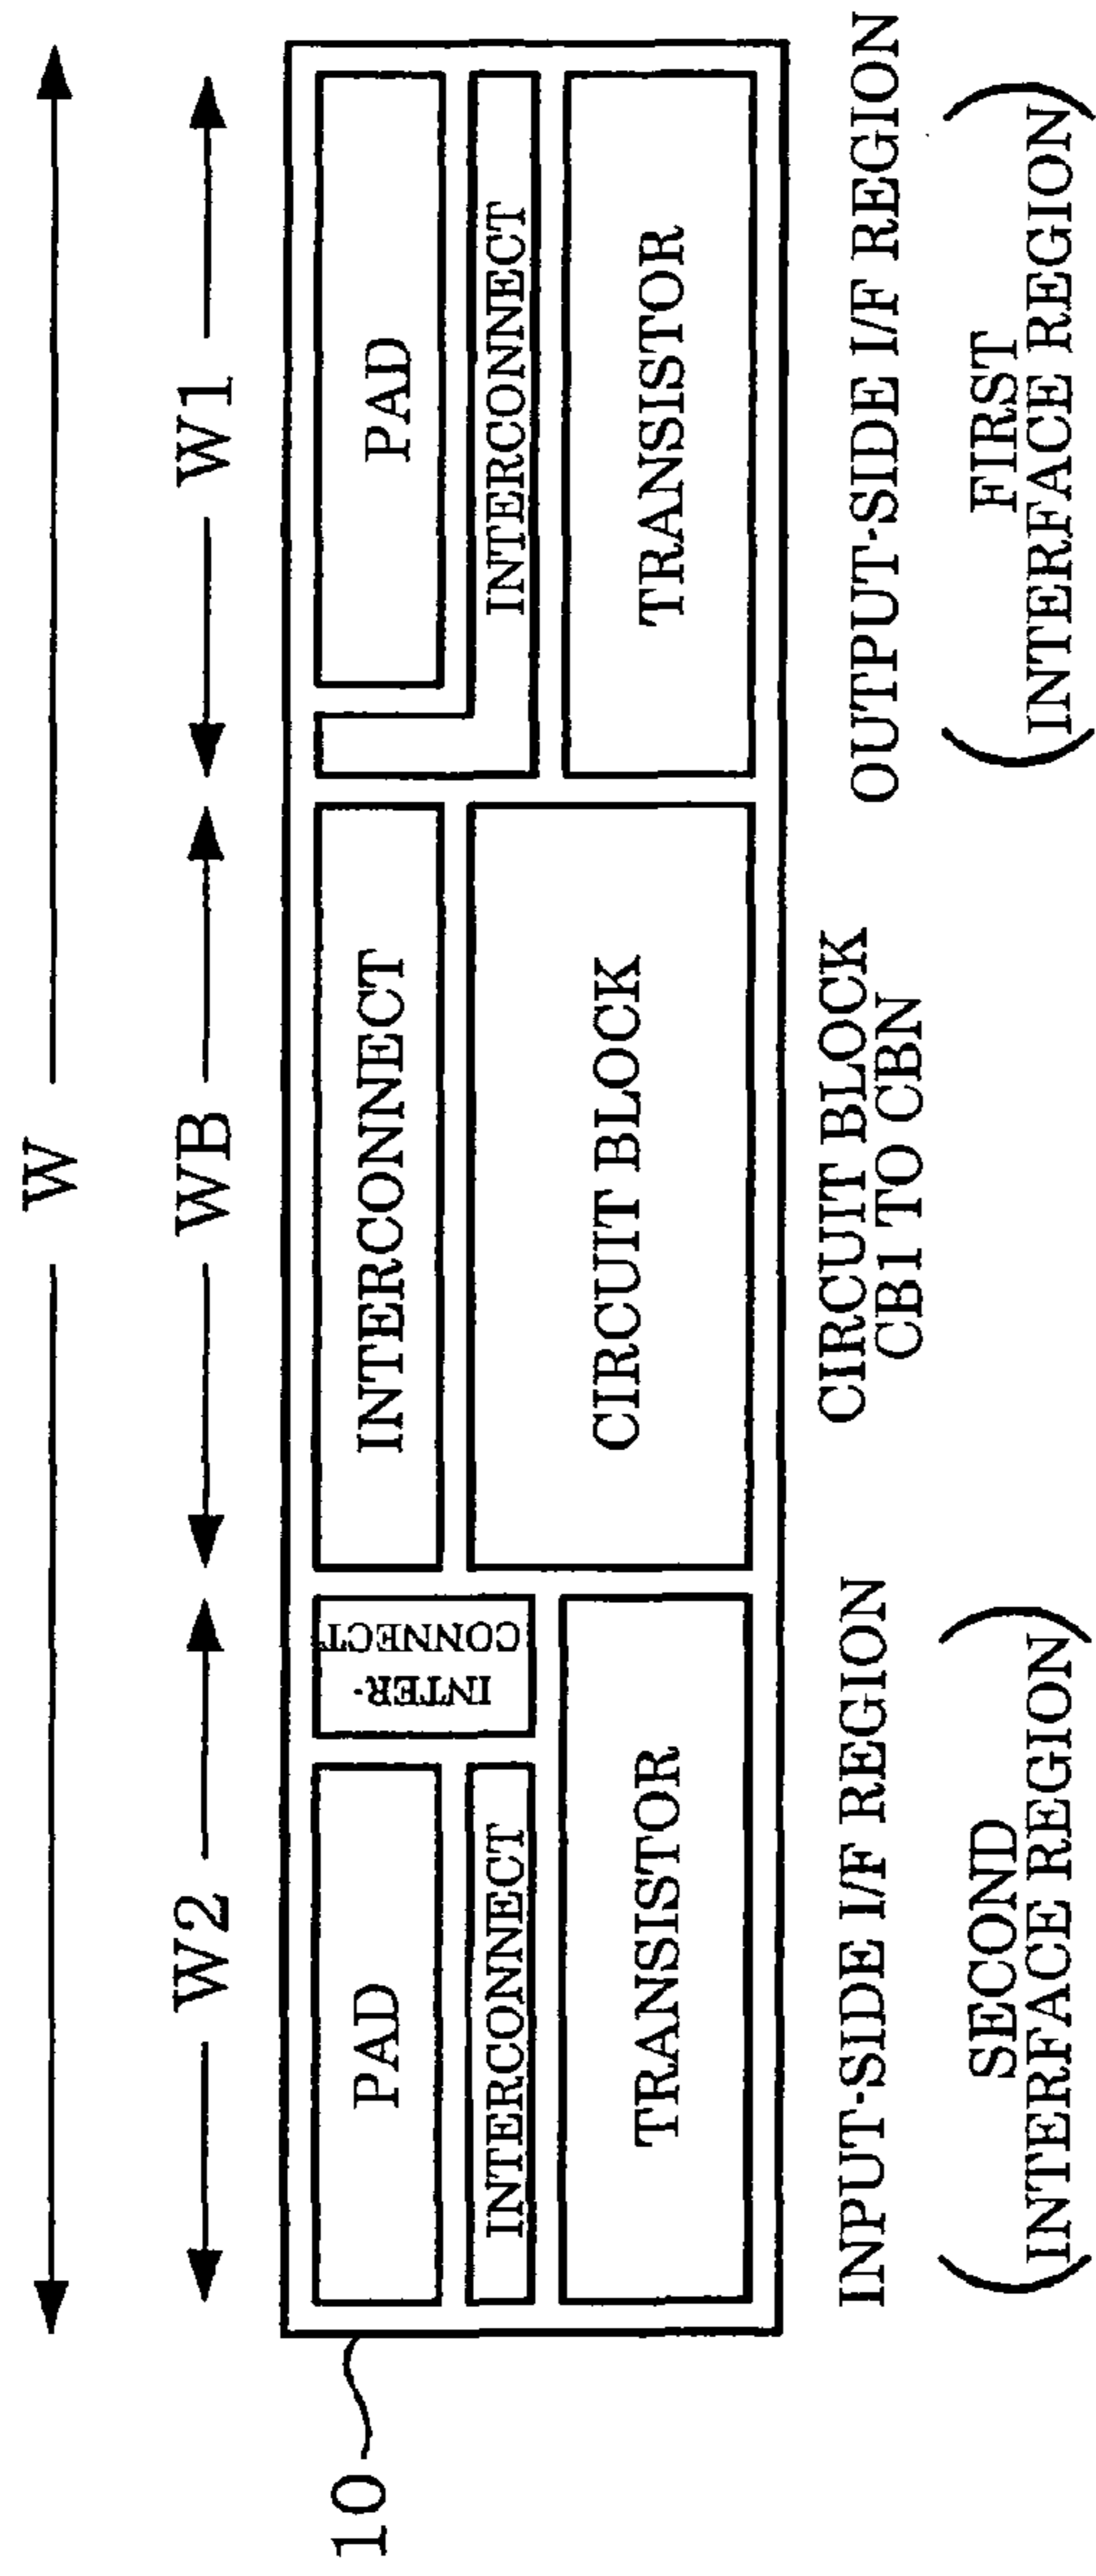 W
W2
WB
W1
10
PAD
INTER-
CONNECT
INTERCONNECT
PAD
INTERCONNECT
INTERCONNECT
TRANSISTOR
CIRCUIT BLOCK
TRANSISTOR
INPUT-SIDE I/F REGION
SECOND
INTERFACE REGION
CIRCUIT BLOCK
CB1 TO CBN
OUTPUT-SIDE I/F REGION
FIRST
INTERFACE REGION